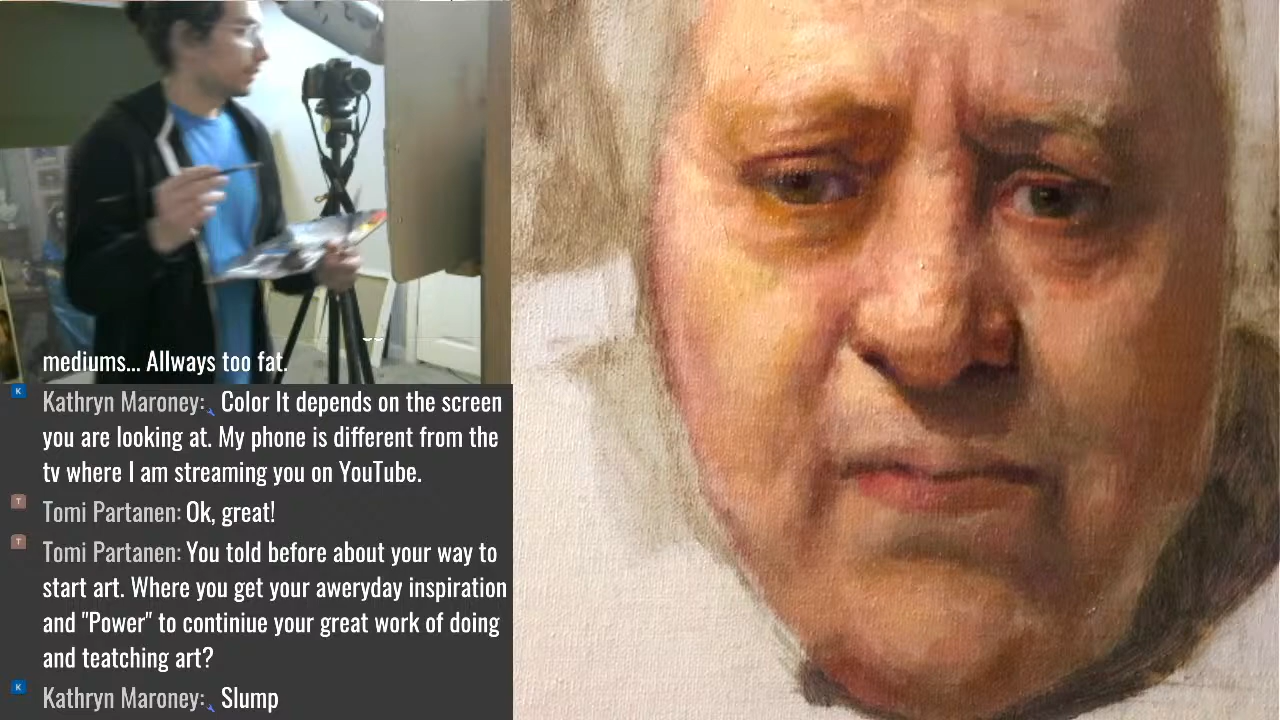 mediums... Allways too fat.
K
Kathryn Maroney: Color It depends on the screen
you are looking at. My phone is different from the
tv where I am streaming you on YouTube.
T
Tomi Partanen: Ok, great!
T
Tomi Partanen: You told before about your way to
start art. Where you get your aweryday inspiration
and "Power" to continiue your great work of doing
and teatching art?
K
Kathryn Maroney: Slump